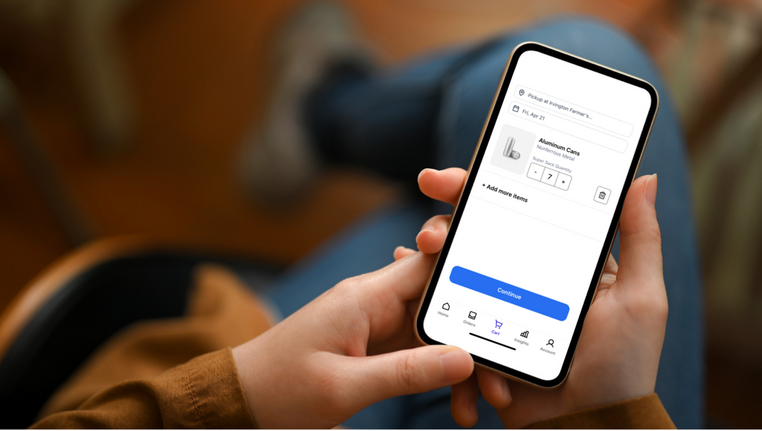 Pickup at Irvington Farmer's...
Fri, Apr 21
Aluminum Cans
Nonferrous Metal
Super Sack Quantity
- 7 +
+ Add more items
Continue
Home
Orders
Cart
Insights
Account